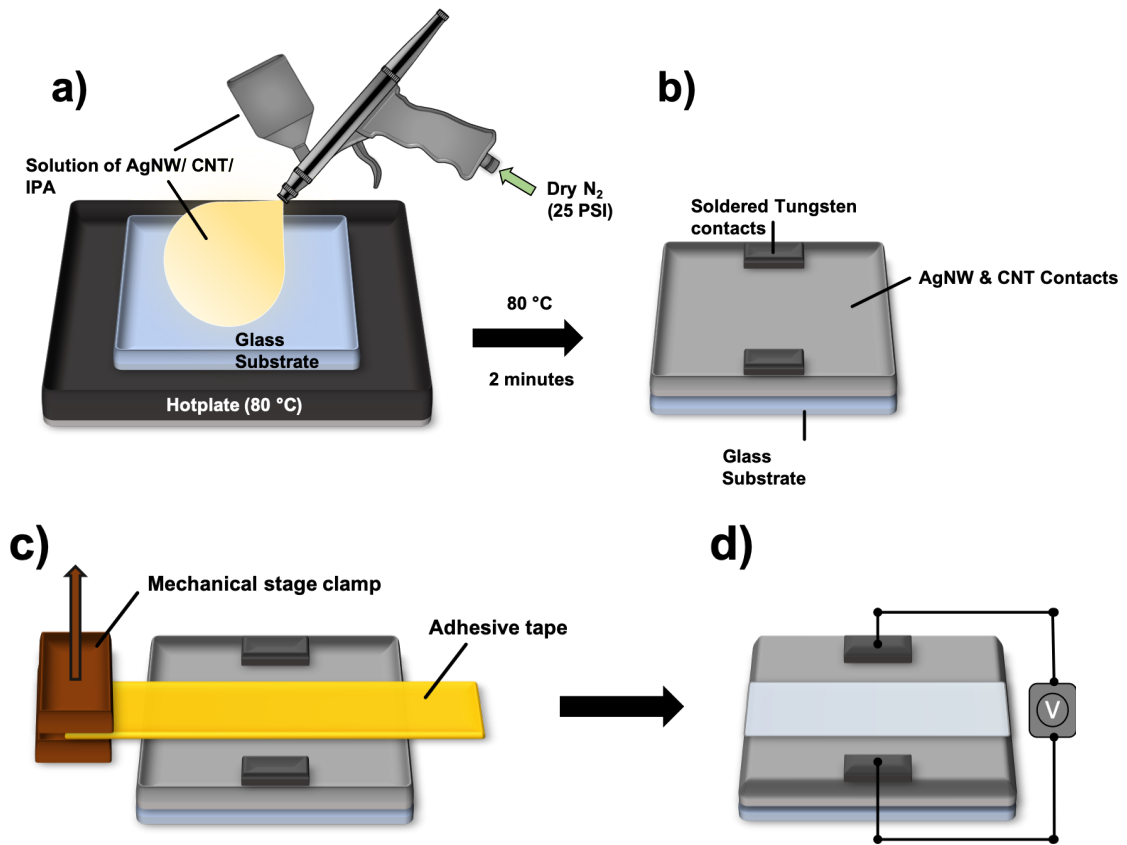 a)
Solution of AgNW/ CNT/
IPA
Dry N2
(25 PSI)
Glass
Substrate
Hotplate (80 °C)
80 °C
2 minutes
b)
Soldered Tungsten
contacts
AgNW & CNT Contacts
Glass
Substrate
c)
Mechanical stage clamp
Adhesive tape
d)
V